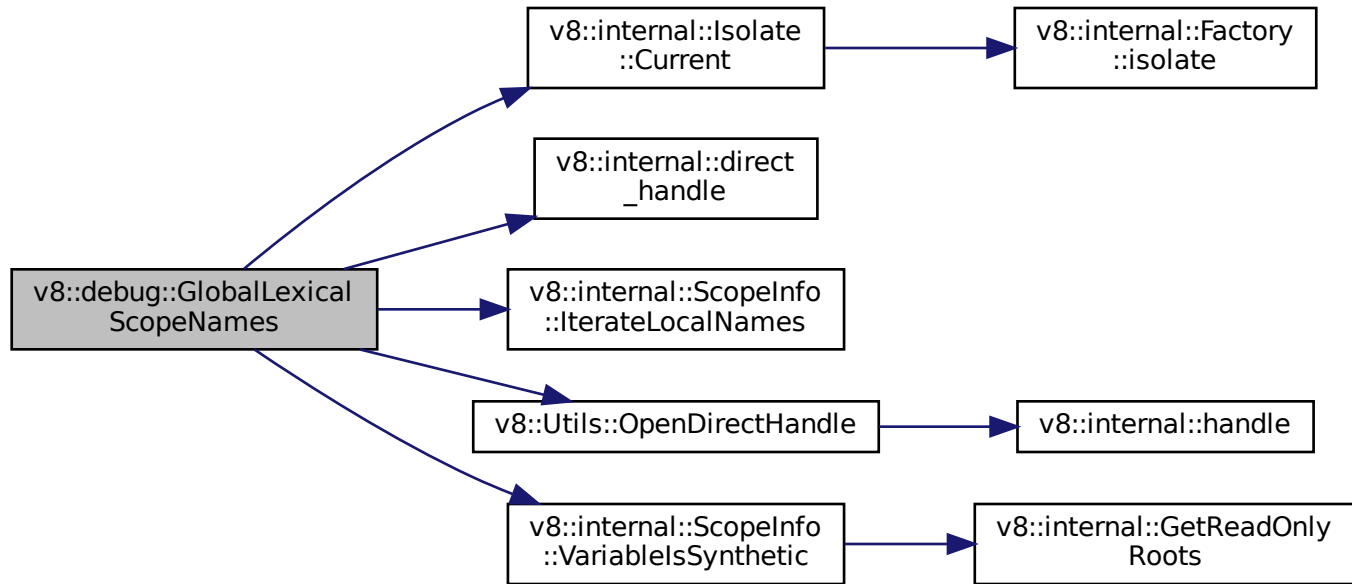 v8::internal::Isolate
::Current
v8::internal::Factory
::isolate
v8::internal::direct
_handle
v8::debug::GlobalLexical
ScopeNames
v8::internal::ScopeInfo
::IterateLocalNames
v8::Utils::OpenDirectHandle
v8::internal::handle
v8::internal::ScopeInfo
::VariableIsSynthetic
v8::internal::GetReadOnly
Roots